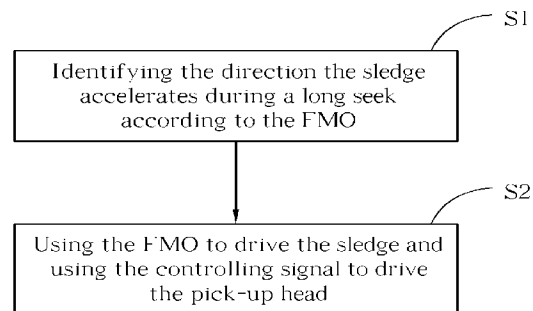 S1
Identifying the direction the sledge
accelerates during a long seek
according to the FMO
S2
Using the FMO to drive the sledge and
using the controlling signal to drive
the pick-up head